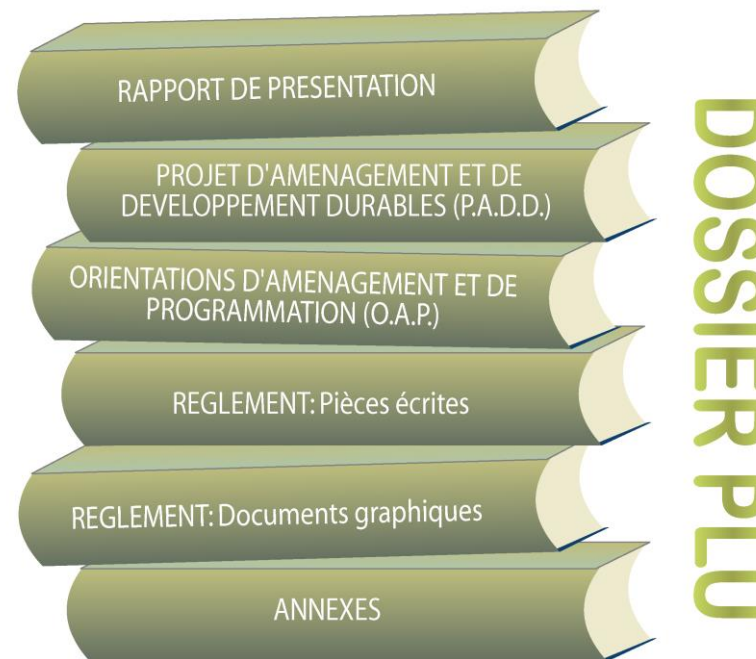 RAPPORT DE PRESENTATION
PROJET D'AMENAGEMENT ET DE
DEVELOPPEMENT DURABLES (P.A.D.D.)
ORIENTATIONS D'AMENAGEMENT ET DE
PROGRAMMATION (O.A.P.)
REGLEMENT: Pièces écrites
REGLEMENT: Documents graphiques
ANNEXES
DOSSIER PLU